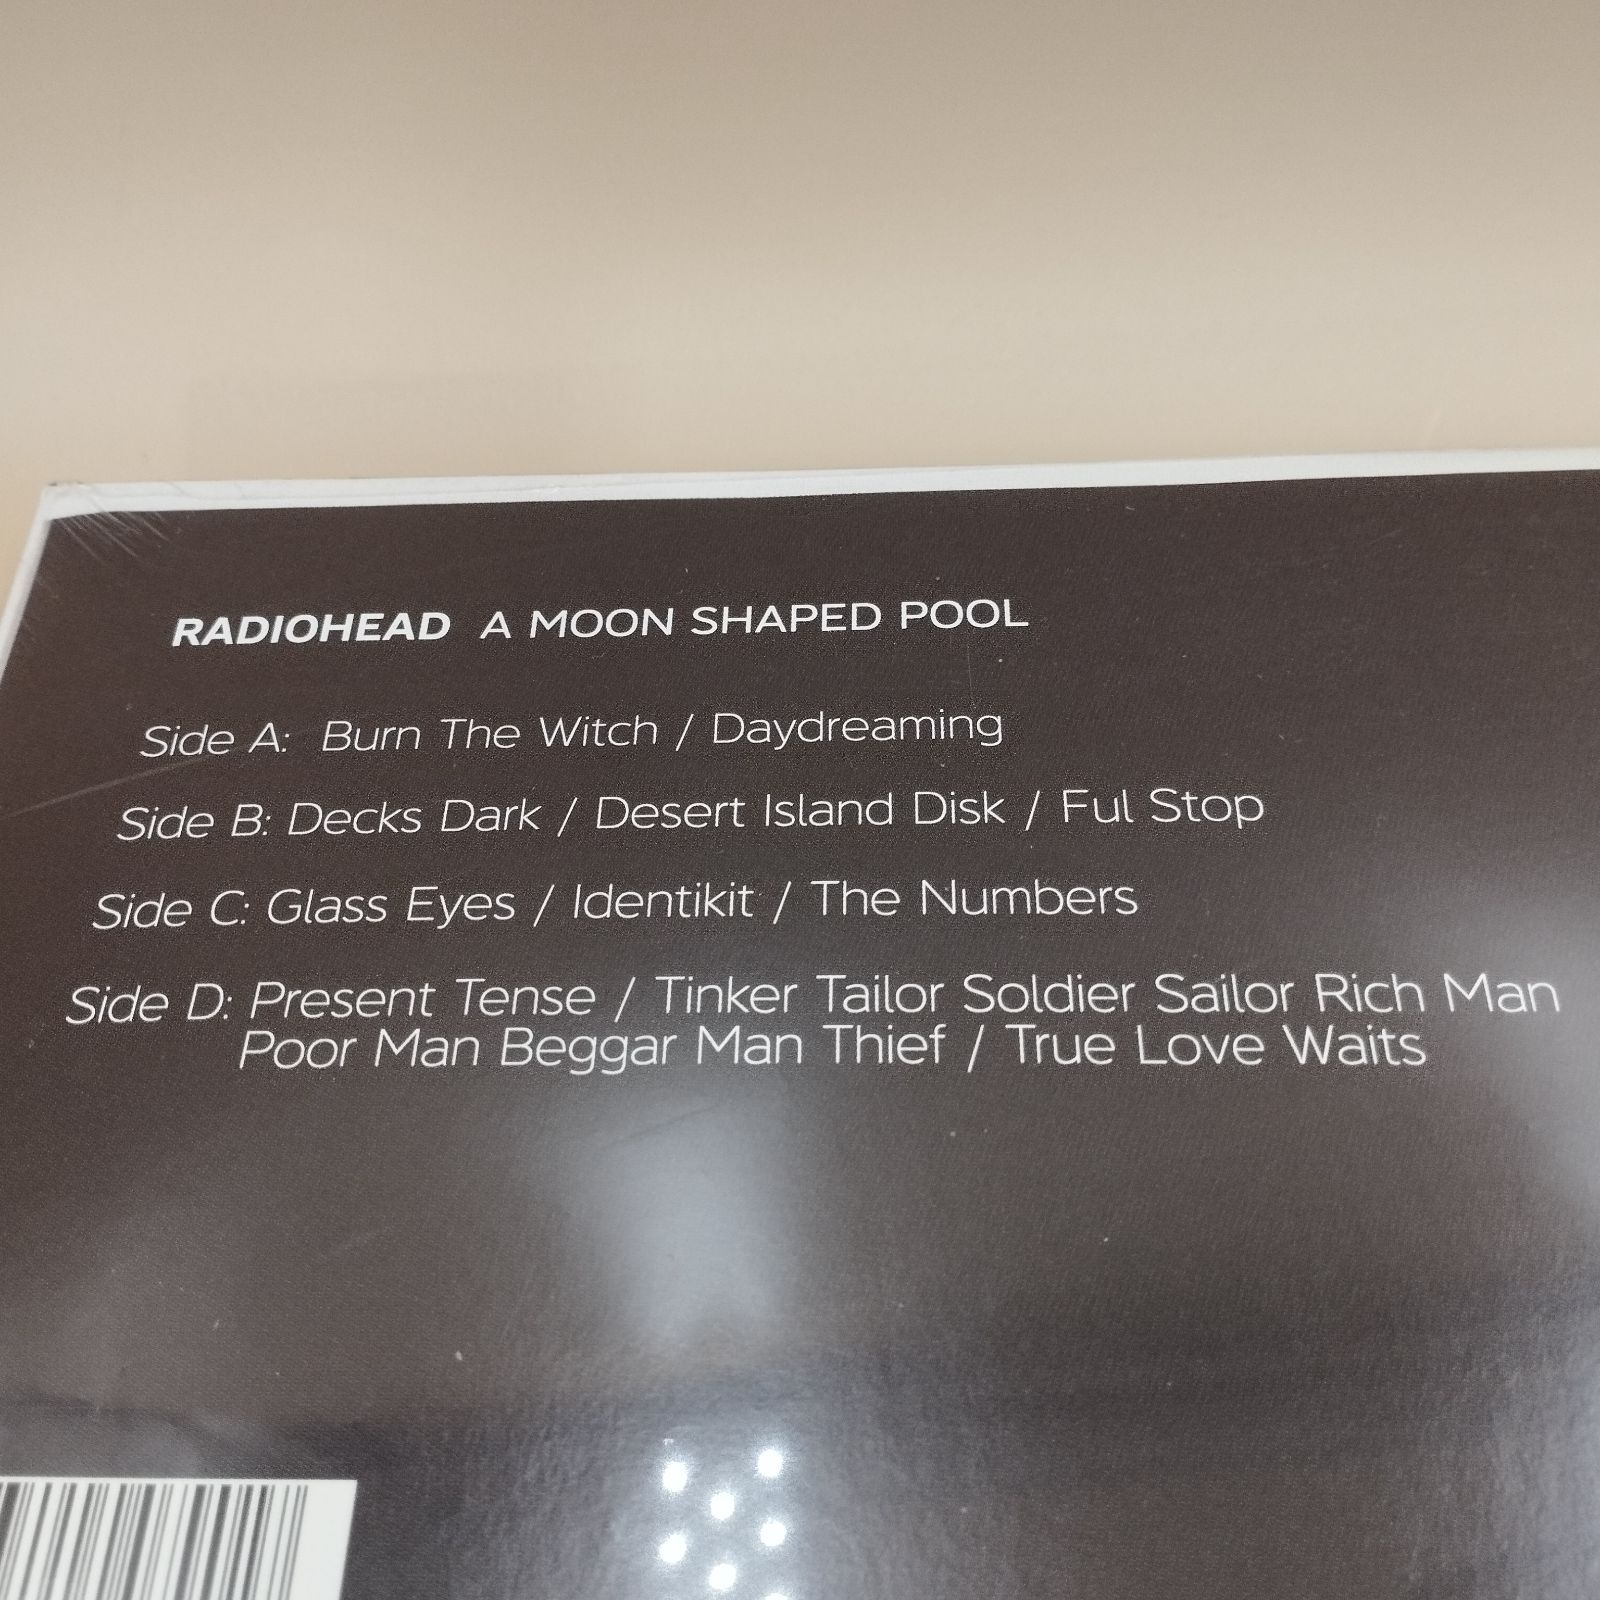 RADIOHEAD A MOON SHAPED POOL
Side A: Burn The Witch / Daydreaming
Side B: Decks Dark / Desert Island Disk / Ful Stop
Side C: Glass Eyes / Identikit / The Numbers
Side D: Present Tense / Tinker Tailor Soldier Sailor Rich Man
Poor Man Beggar Man Thief / True Love Waits